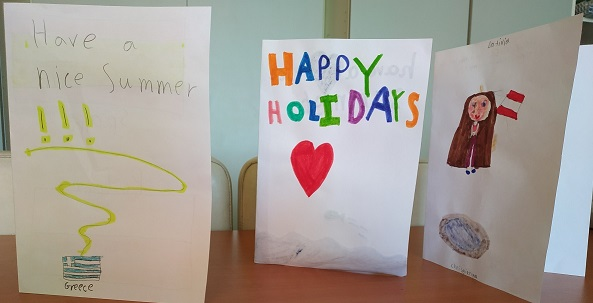 Have a
nice Summer
!!!
Greece
HAPPY
HOLIDAYS